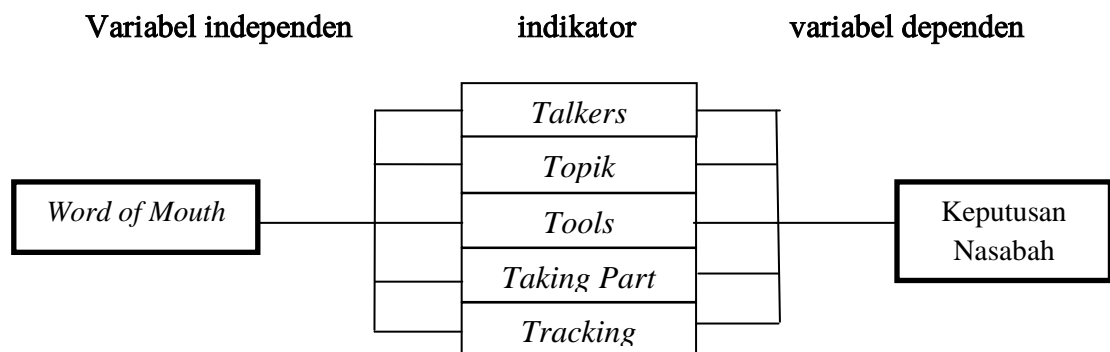 Variabel independen indikator variabel dependen
Talkers
Topik
Word of Mouth
Tools
Keputusan
Nasabah
Taking Part
Tracking